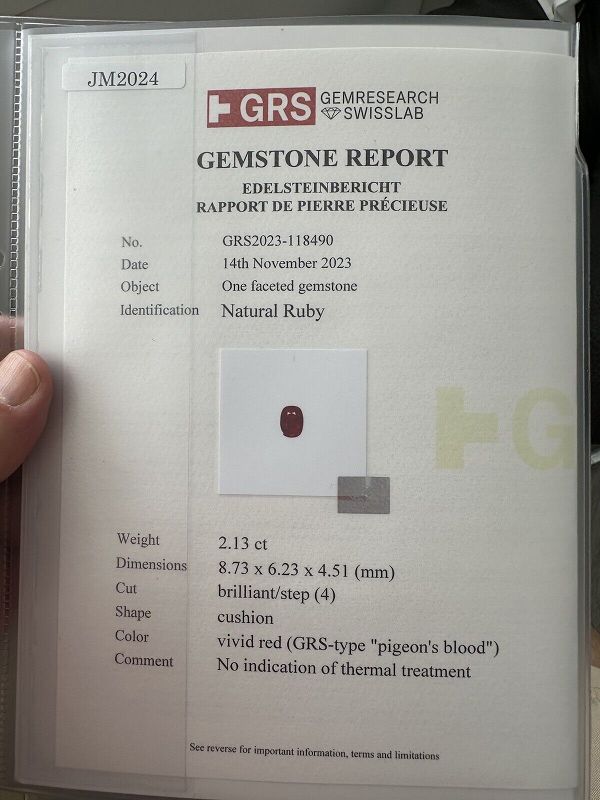 JM2024
GRS GEMRESEARCH
SWISSLAB
GEMSTONE REPORT
EDELSTEINBERICHT
RAPPORT DE PIERRE PRÉCIEUSE
No. GRS2023-118490
Date 14th November 2023
Object One faceted gemstone
Identification Natural Ruby
G
Weight 2.13 ct
Dimensions 8.73 x 6.23 x 4.51 (mm)
Cut brilliant/step (4)
Shape cushion
Color vivid red (GRS-type "pigeon's blood")
Comment No indication of thermal treatment
See reverse for important information, terms and limitations